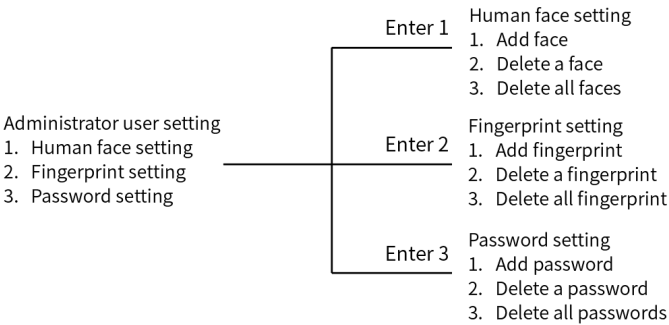 Administrator user setting
1. Human face setting
2. Fingerprint setting
3. Password setting
Enter 1
Human face setting
1. Add face
2. Delete a face
3. Delete all faces
Enter 2
Fingerprint setting
1. Add fingerprint
2. Delete a fingerprint
3. Delete all fingerprint
Enter 3
Password setting
1. Add password
2. Delete a password
3. Delete all passwords